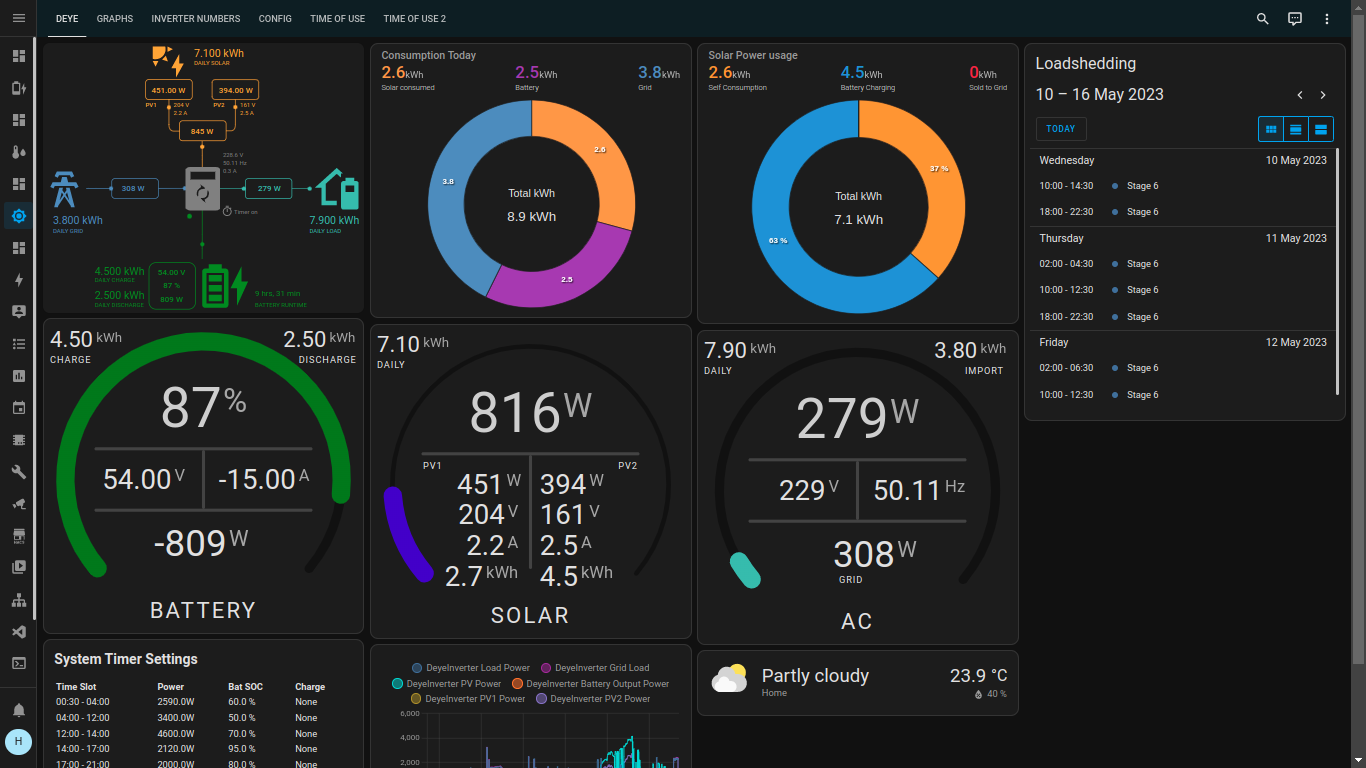 DEYE GRAPHS INVERTER NUMBERS CONFIG TIME OF USE TIME OF USE 2
7.100 kWh
DAILY SOLAR
451.00 W 394.00 W
PV1 204 V PV2 161 V
2.2 A 2.5 A
845 W
228.6 V
50.11 Hz
0.3 A
308 W 279 W
Timer on
3.800 kWh
DAILY GRID
7.900 kWh
DAILY LOAD
4.500 kWh
DAILY CHARGE
2.500 kWh
DAILY DISCHARGE
54.00 V
87 %
809 W
9 hrs, 31 min
BATTERY RUNTIME
Consumption Today
2.6kWh 2.5kWh 3.8kWh
Solar consumed Battery Grid
2.6
3.8
2.5
Total kWh
8.9 kWh
Solar Power usage
2.6kWh 4.5kWh 0kWh
Self Consumption Battery Charging Sold to Grid
37 %
63 %
Total kWh
7.1 kWh
Loadshedding
10 – 16 May 2023
TODAY
Wednesday 10 May 2023
10:00 - 14:30 Stage 6
18:00 - 22:30 Stage 6
Thursday 11 May 2023
02:00 - 04:30 Stage 6
10:00 - 12:30 Stage 6
18:00 - 22:30 Stage 6
Friday 12 May 2023
02:00 - 06:30 Stage 6
10:00 - 12:30 Stage 6
4.50 kWh 2.50 kWh
CHARGE DISCHARGE
87%
54.00 V -15.00 A
-809 W
BATTERY
7.10 kWh
DAILY
816 W
PV1 PV2
451 W 394 W
204 V 161 V
2.2 A 2.5 A
2.7 kWh 4.5 kWh
SOLAR
7.90 kWh 3.80 kWh
DAILY IMPORT
279 W
229 V 50.11 Hz
308 W
GRID
AC
System Timer Settings
Time Slot Power Bat SOC Charge
00:30 - 04:00 2590.0W 60.0 % None
04:00 - 12:00 3400.0W 50.0 % None
12:00 - 14:00 4600.0W 70.0 % None
14:00 - 17:00 2120.0W 95.0 % None
17:00 - 21:00 2000.0W 80.0 % None
DeyeInverter Load Power DeyeInverter Grid Load
DeyeInverter PV Power DeyeInverter Battery Output Power
DeyeInverter PV1 Power DeyeInverter PV2 Power
6,000
4,000
2,000
Partly cloudy 23.9 °C
Home 40 %
H